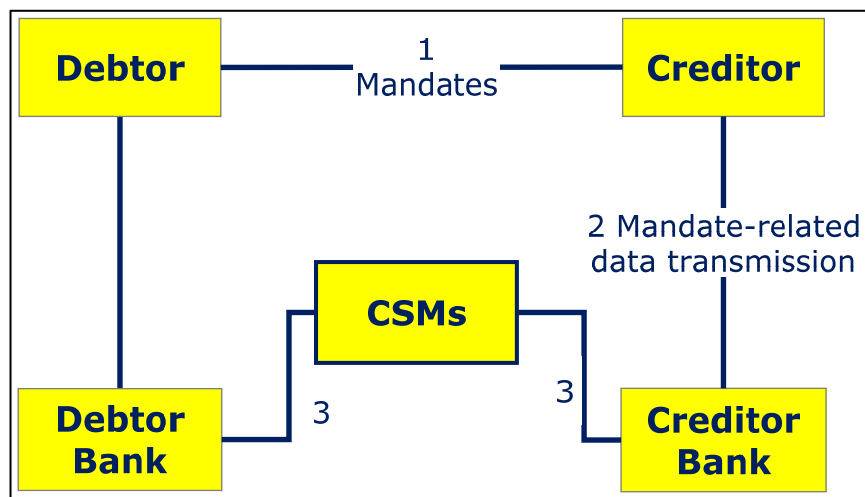 Debtor
1
Mandates
Creditor
2 Mandate-related
data transmission
CSMs
3
3
Debtor
Bank
Creditor
Bank